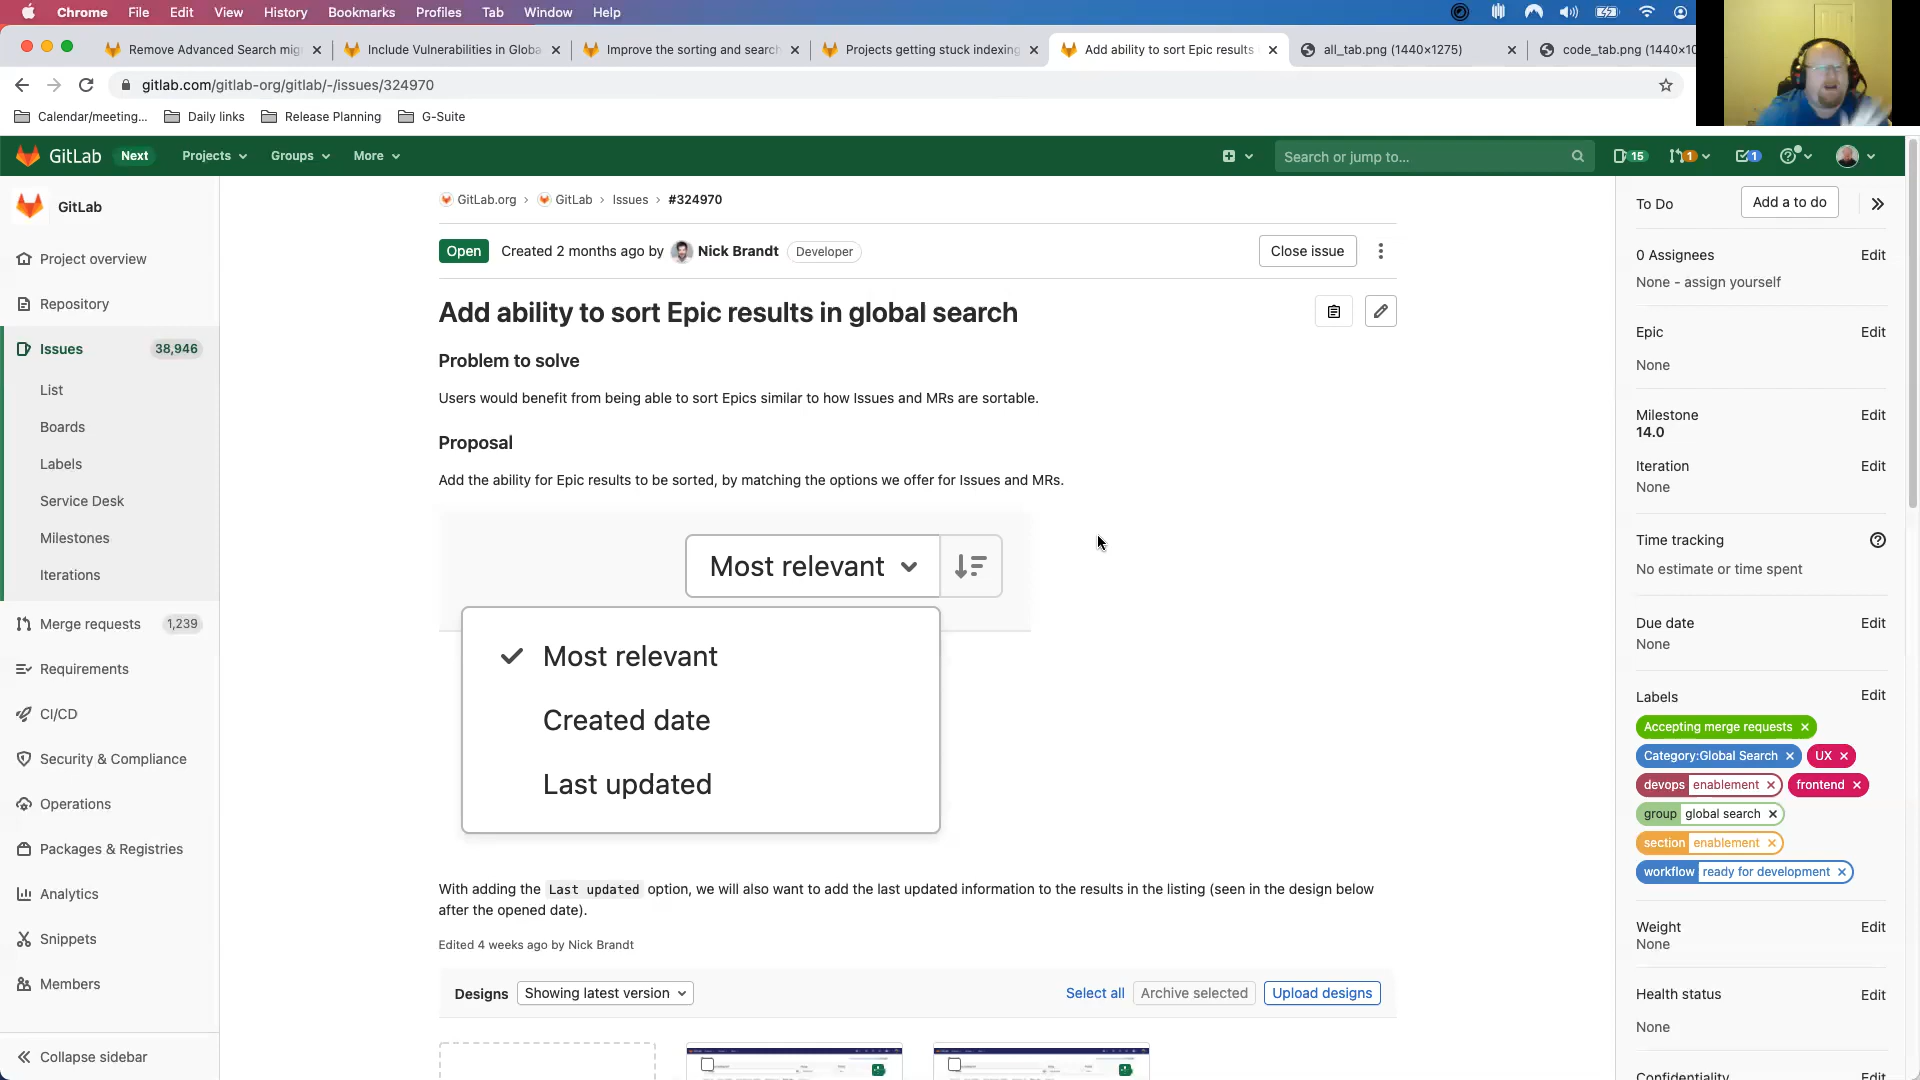 Chrome File Edit View History Bookmarks Profiles Tab Window Help
Remove Advanced Search mig
Include Vulnerabilities in Globa
Improve the sorting and search
Projects getting stuck indexing
Add ability to sort Epic results
all_tab.png (1440×1275)
code_tab.png (1440×10
gitlab.com/gitlab-org/gitlab/-/issues/324970
Calendar/meeting... Daily links Release Planning G-Suite
GitLab Next Projects Groups More Search or jump to... 15 1 1
GitLab
Project overview
Repository
Issues 38,946
List
Boards
Labels
Service Desk
Milestones
Iterations
Merge requests 1,239
Requirements
CI/CD
Security & Compliance
Operations
Packages & Registries
Analytics
Snippets
Members
Collapse sidebar
GitLab.org › GitLab › Issues › #324970
Open Created 2 months ago by Nick Brandt Developer Close issue
Add ability to sort Epic results in global search
Problem to solve
Users would benefit from being able to sort Epics similar to how Issues and MRs are sortable.
Proposal
Add the ability for Epic results to be sorted, by matching the options we offer for Issues and MRs.
Most relevant
Most relevant
Created date
Last updated
With adding the Last updated option, we will also want to add the last updated information to the results in the listing (seen in the design below
after the opened date).
Edited 4 weeks ago by Nick Brandt
Designs Showing latest version Select all Archive selected Upload designs
To Do Add a to do
0 Assignees Edit
None - assign yourself
Epic Edit
None
Milestone Edit
14.0
Iteration Edit
None
Time tracking
No estimate or time spent
Due date Edit
None
Labels Edit
Accepting merge requests ×
Category:Global Search × UX ×
devops enablement × frontend ×
group global search ×
section enablement ×
workflow ready for development ×
Weight Edit
None
Health status Edit
None
Confidentiality Edit